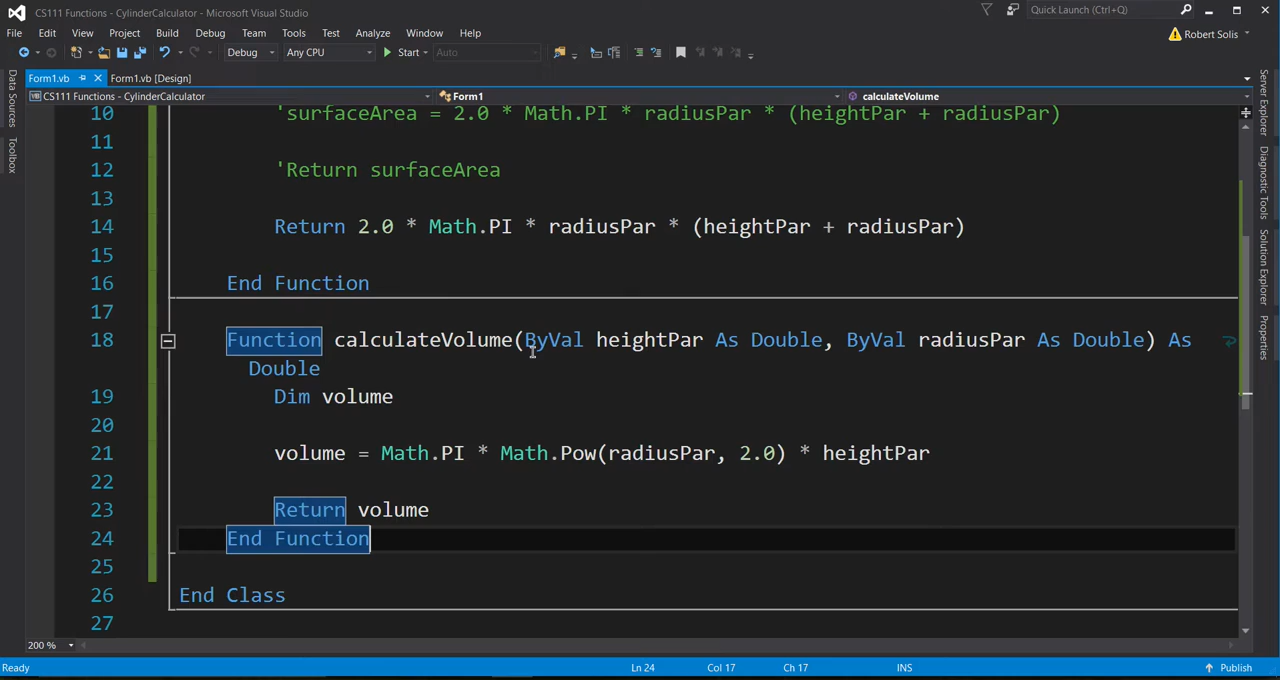 CS111 Functions - CylinderCalculator - Microsoft Visual Studio
Quick Launch (Ctrl+Q)
File Edit View Project Build Debug Team Tools Test Analyze Window Help
Robert Solis
Debug Any CPU Start Auto
Form1.vb Form1.vb [Design]
CS111 Functions - CylinderCalculator Form1 calculateVolume
Data Sources
Toolbox
10 'surfaceArea = 2.0 * Math.PI * radiusPar * (heightPar + radiusPar)
11
12 'Return surfaceArea
13
14 Return 2.0 * Math.PI * radiusPar * (heightPar + radiusPar)
15
16 End Function
17
18 Function calculateVolume(ByVal heightPar As Double, ByVal radiusPar As Double) As
Double
19 Dim volume
20
21 volume = Math.PI * Math.Pow(radiusPar, 2.0) * heightPar
22
23 Return volume
24 End Function
25
26 End Class
27
Server Explorer
Diagnostic Tools
Solution Explorer
Properties
200 %
Ready Ln 24 Col 17 Ch 17 INS Publish